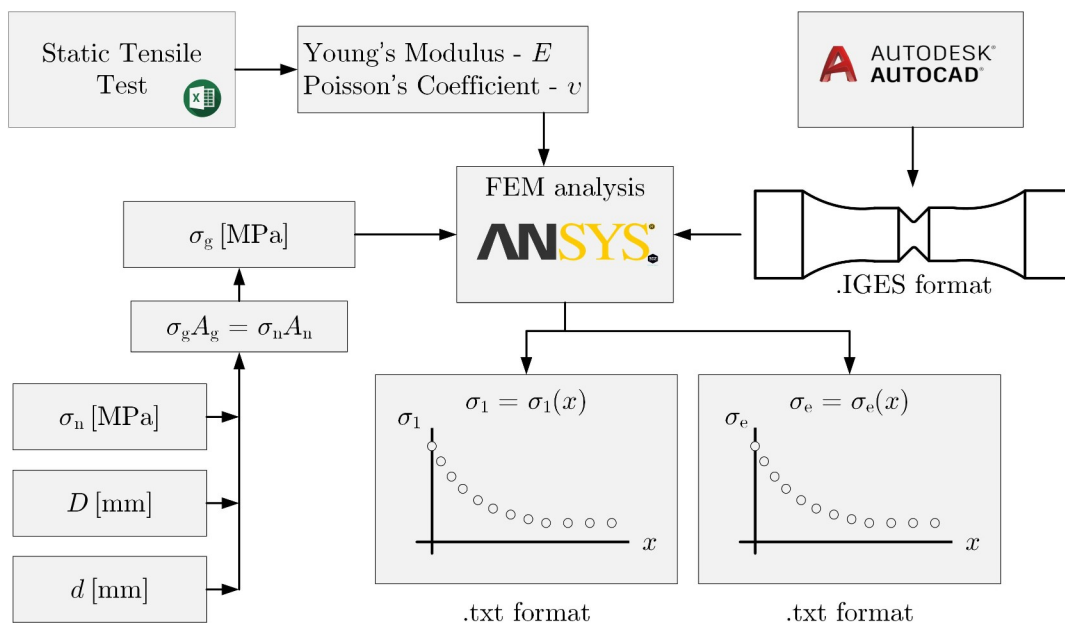 Static Tensile
Test
Young's Modulus - E
Poisson's Coefficient - υ
AUTODESK®
AUTOCAD®
FEM analysis
ANSYS®
σg [MPa]
.IGES format
σgAg = σnAn
σn [MPa]
D [mm]
d [mm]
σ1 = σ1(x)
σ1
x
.txt format
σe = σe(x)
σe
x
.txt format